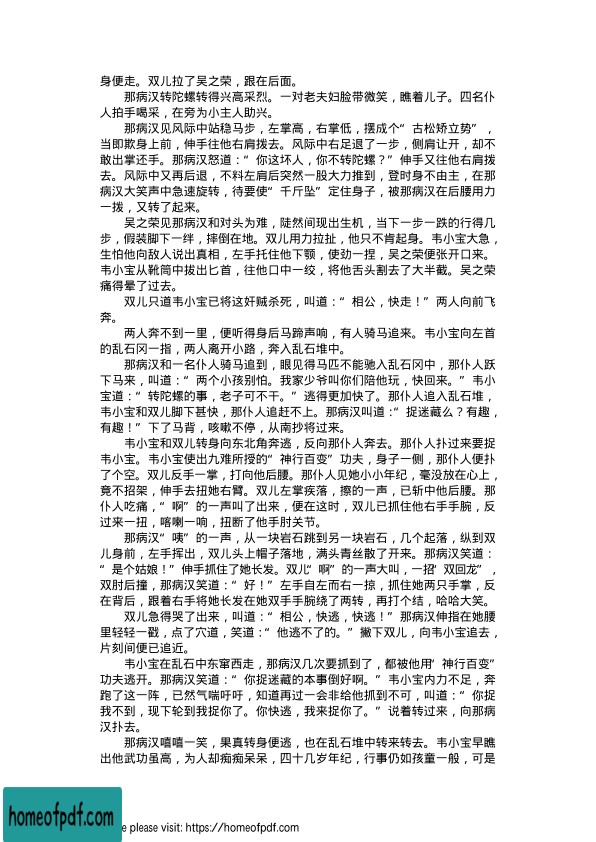 身便走。双儿拉了吴之荣，跟在后面。
那病汉转陀螺转得兴高采烈。一对老夫妇脸带微笑，瞧着儿子。四名仆
人拍手喝采，在旁为小主人助兴。
那病汉见风际中站稳马步，左掌高，右掌低，摆成个“古松矫立势”，
当即欺身上前，伸手往他右肩拨去。风际中右足退了一步，侧肩让开，却不
敢出掌还手。那病汉怒道：“你这坏人，你不转陀螺？”伸手又往他右肩拨
去。风际中又再后退，不料左肩后突然一股大力推到，登时身不由主，在那
病汉大笑声中急速旋转，待要使“千斤坠”定住身子，被那病汉在后腰用力
一拨，又转了起来。
吴之荣见那病汉和对头为难，陡然间现出生机，当下一步一跌的行得几
步，假装脚下一绊，摔倒在地。双儿用力拉扯，他只不肯起身。韦小宝大急，
生怕他向敌人说出真相，左手托住他下颚，使劲一捏，吴之荣便张开口来。
韦小宝从靴筒中拔出匕首，往他口中一绞，将他舌头割去了大半截。吴之荣
痛得晕了过去。
双儿只道韦小宝已将这奸贼杀死，叫道：“相公，快走！”两人向前飞
奔。
两人奔不到一里，便听得身后马蹄声响，有人骑马追来。韦小宝向左首
的乱石冈一指，两人离开小路，奔入乱石堆中。
那病汉和一名仆人骑马追到，眼见得马匹不能驰入乱石冈中，那仆人跃
下马来，叫道：“两个小孩别怕。我家少爷叫你们陪他玩，快回来。”韦小
宝道：“转陀螺的事，老子可不干。”逃得更加快了。那仆人追入乱石堆，
韦小宝和双儿脚下甚快，那仆人追赶不上。那病汉叫道：“捉迷藏么？有趣，
有趣！”下了马背，咳嗽不停，从南抄将过来。
韦小宝和双儿转身向东北角奔逃，反向那仆人奔去。那仆人扑过来要捉
韦小宝。韦小宝使出九难所授的“神行百变”功夫，身子一侧，那仆人便扑
了个空。双儿反手一掌，打向他后腰。那仆人见她小小年纪，毫没放在心上，
竟不招架，伸手去扭她右臂。双儿左掌疾落，擦的一声，已斩中他后腰。那
仆人吃痛，“啊”的一声叫了出来，便在这时，双儿已抓住他右手手腕，反
过来一扭，喀喇一响，扭断了他手肘关节。
那病汉“咦”的一声，从一块岩石跳到另一块岩石，几个起落，纵到双
儿身前，左手挥出，双儿头上帽子落地，满头青丝散了开来。那病汉笑道：
“是个姑娘！”伸手抓住了她长发。双儿“啊”的一声大叫，一招“双回龙”，
双肘后撞，那病汉笑道：“好！”左手自左而右一掠，抓住她两只手掌，反
在背后，跟着右手将她长发在她双手手腕绕了两转，再打个结，哈哈大笑。
双儿急得哭了出来，叫道：“相公，快逃，快逃！”那病汉伸指在她腰
里轻轻一戳，点了穴道，笑道：“他逃不了的。”撇下双儿，向韦小宝追去，
片刻间便已追近。
韦小宝在乱石中东窜西走，那病汉几次要抓到了，都被他用“神行百变”
功夫逃开。那病汉笑道：“你捉迷藏的本事倒好啊。”韦小宝内力不足，奔
跑了这一阵，已然气喘吁吁，知道再过一会非给他抓到不可，叫道：“你捉
我不到，现下轮到我捉你了。你快逃，我来捉你了。”说着转过来，向那病
汉扑去。
那病汉嘻嘻一笑，果真转身便逃，也在乱石堆中转来转去。韦小宝早瞧
出他武功虽高，为人却痴痴呆呆，四十几岁年纪，行事仍如孩童一般，可是
homeofpdf.com
e please visit: https://homeofpdf.com